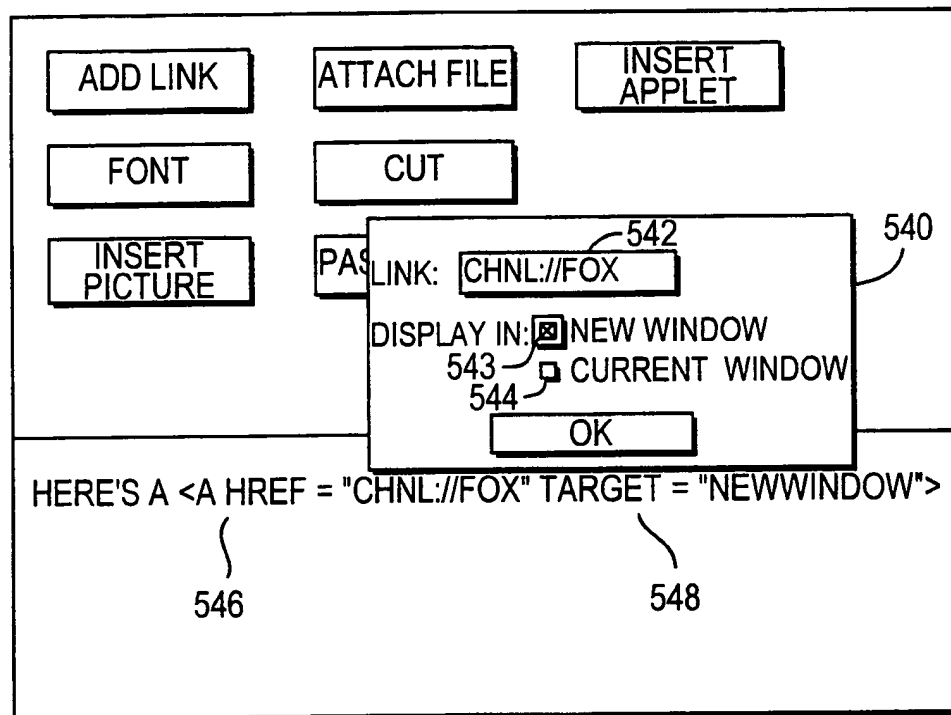 ADD LINK
ATTACH FILE
INSERT
APPLET
FONT
CUT
INSERT
PICTURE
PAS
540
542
LINK: CHNL://FOX
DISPLAY IN: NEW WINDOW
543
CURRENT WINDOW
544
OK
HERE'S A <A HREF = "CHNL://FOX" TARGET = "NEWWINDOW">
546
548